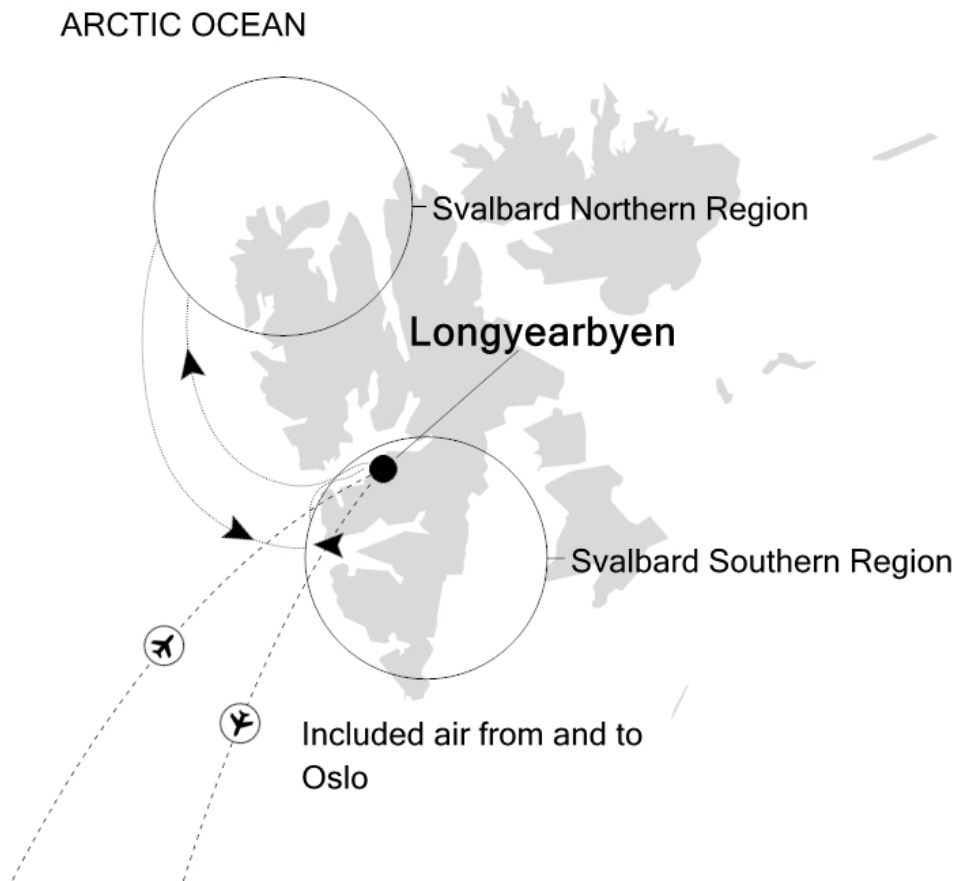 ARCTIC OCEAN
Svalbard Northern Region
Longyearbyen
Svalbard Southern Region
Included air from and to
Oslo